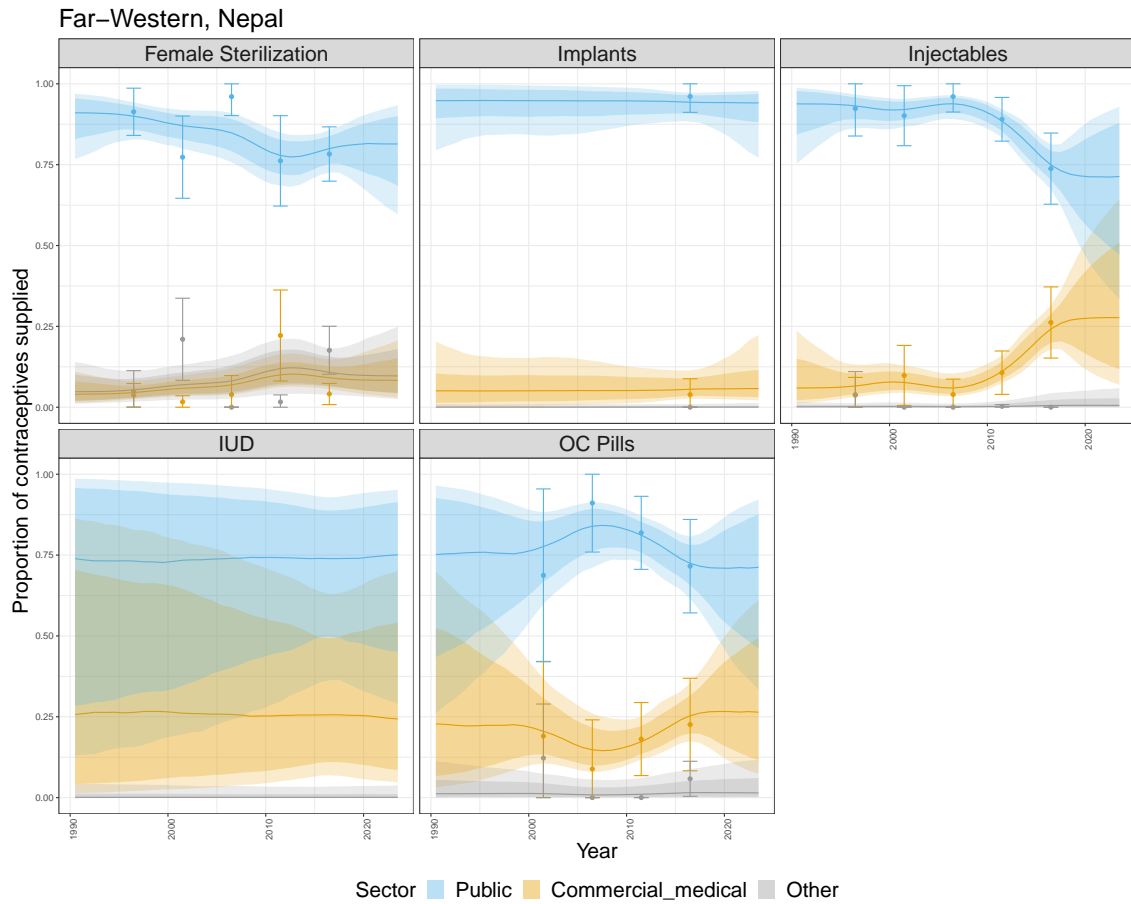 Far−Western, Nepal
Female Sterilization
Implants
Injectables
1.00
0.75
0.50
0.25
0.00
1990
2000
2010
2020
IUD
OC Pills
1.00
0.75
0.50
0.25
0.00
1990
2000
2010
2020
1990
2000
2010
2020
Proportion of contraceptives supplied
Year
Sector Public Commercial_medical Other